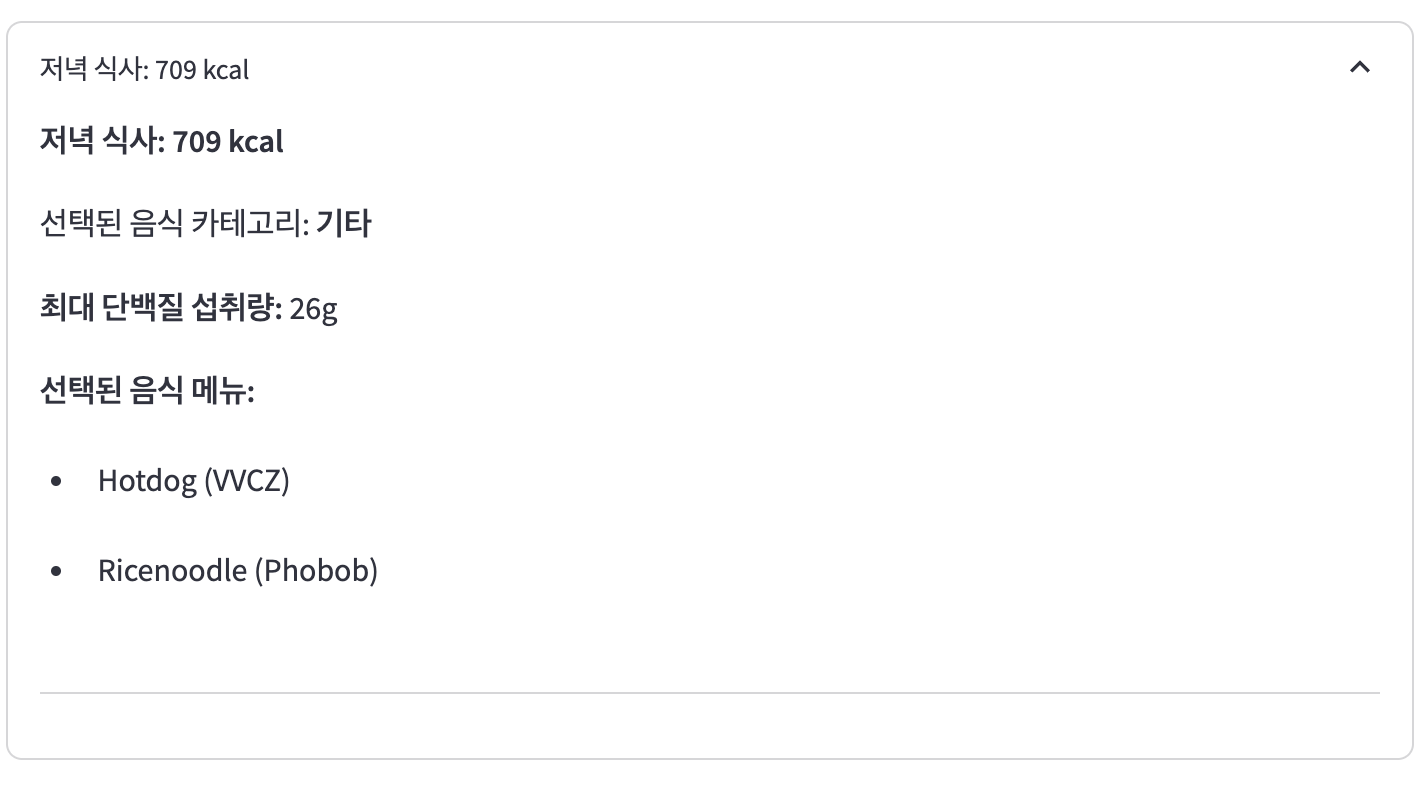 저녁 식사: 709 kcal
저녁 식사: 709 kcal
선택된 음식 카테고리: 기타
최대 단백질 섭취량: 26g
선택된 음식 메뉴:
• Hotdog (VVCZ)
• Ricenoodle (Phobob)